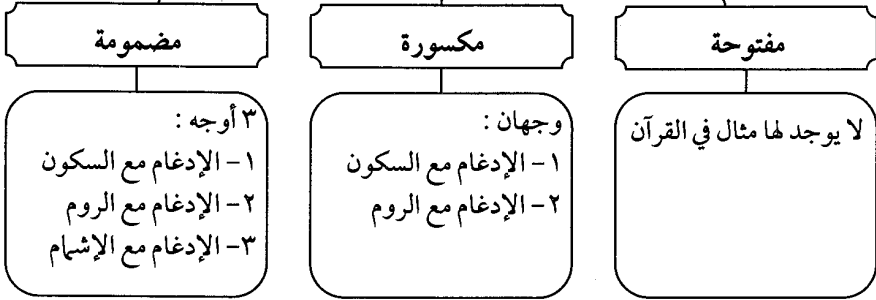 مفتوحة
لا يوجد لها مثال في القرآن
مكسورة
وجهان :
١- الإدغام مع السكون
٢- الإدغام مع الروم
مضمومة
٣ أوجه :
١- الإدغام مع السكون
٢- الإدغام مع الروم
٣- الإدغام مع الإشمام